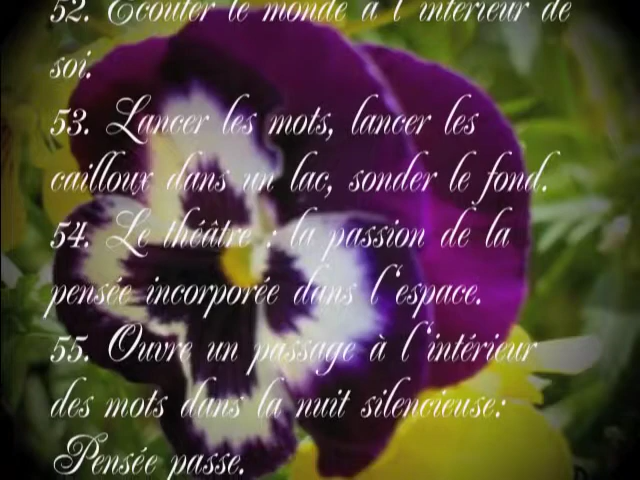 52. Écouter le monde à l'intérieur de
soi.
53. Lancer les mots, lancer les
cailloux dans un lac, sonder le fond.
54. Le théâtre : la passion de la
pensée incorporée dans l'espace.
55. Ouvre un passage à l'intérieur
des mots dans la nuit silencieuse:
Pensée passe.